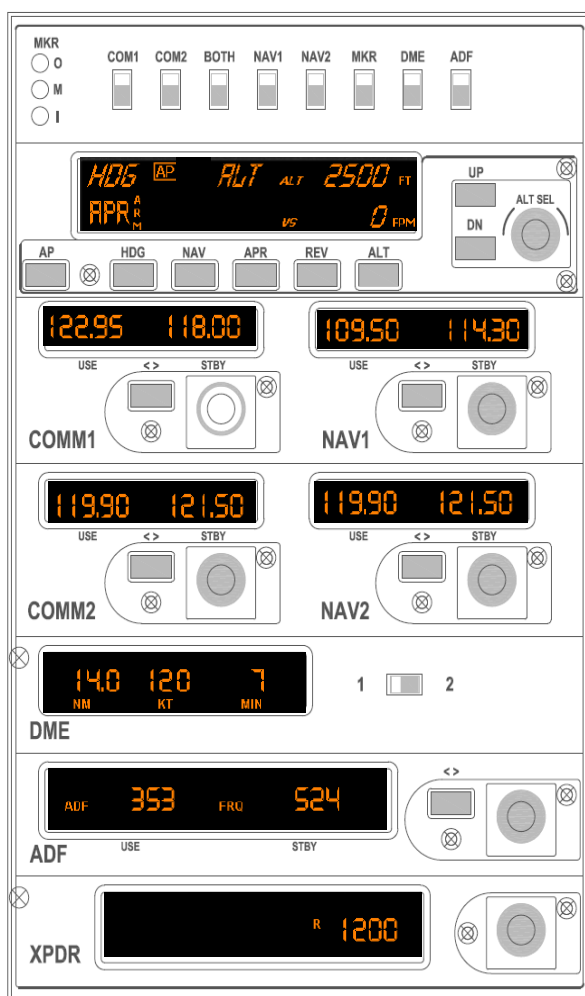 MKR
O
M
I
COM1 COM2 BOTH NAV1 NAV2 MKR DME ADF
HDG AP ALT ALT 2500 FT
APR ARM VS 0 FPM
UP
DN
ALT SEL
AP HDG NAV APR REV ALT
122.95 118.00
USE <> STBY
COMM1
109.50 114.30
USE <> STBY
NAV1
119.90 121.50
USE <> STBY
COMM2
119.90 121.50
USE <> STBY
NAV2
14.0 120 7
NM KT MIN
DME
1 2
ADF 353 FRQ 524
USE STBY
<>
ADF
R 1200
XPDR